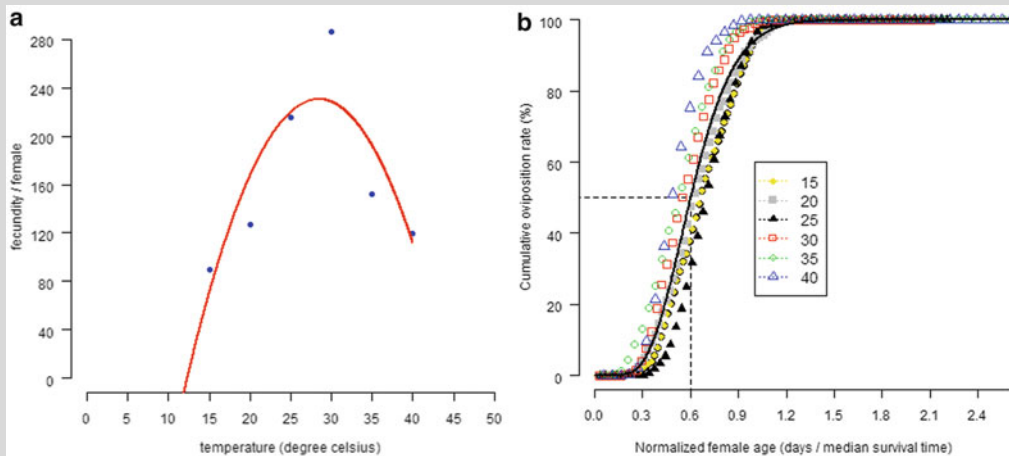 a
280
240
200
160
120
80
40
0
fecundity / female
0 5 10 15 20 25 30 35 40 45 50
temperature (degree celsius)
b
100
80
60
40
20
0
Cumulative oviposition rate (%)
15
20
25
30
35
40
0.0 0.3 0.6 0.9 1.2 1.5 1.8 2.1 2.4
Normalized female age (days / median survival time)